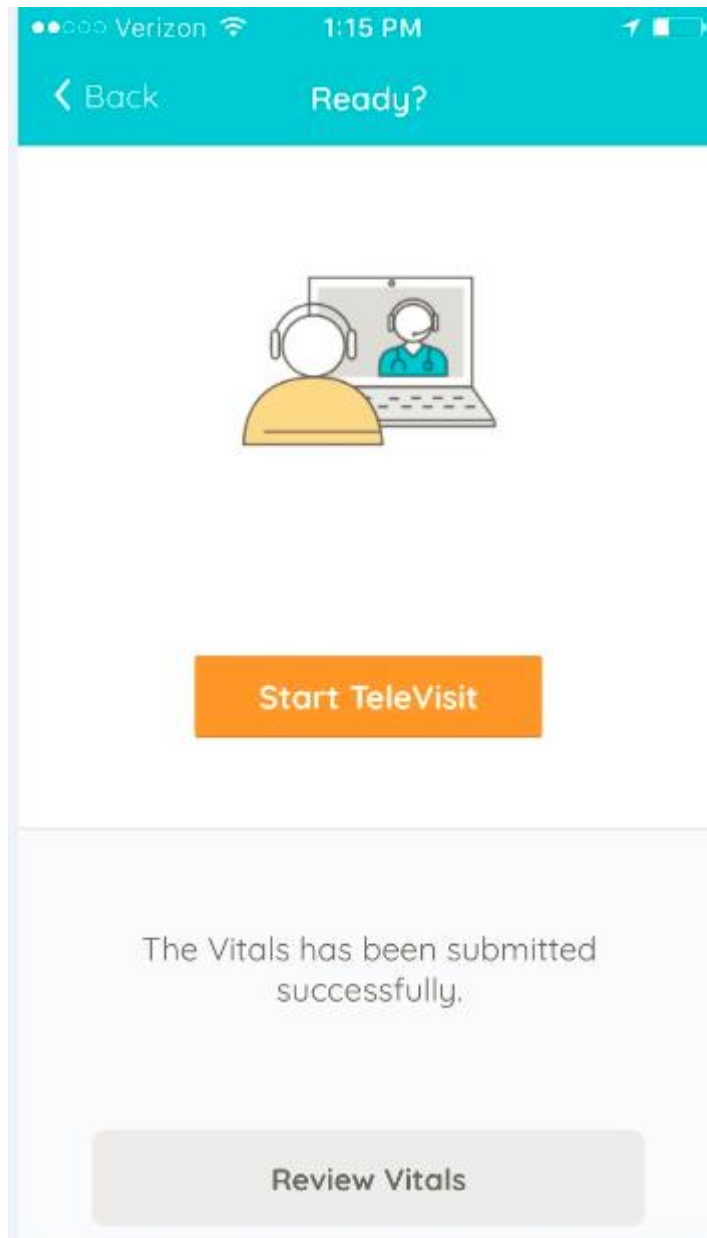 Verizon 1:15 PM
Back Ready?
Start TeleVisit
The Vitals has been submitted
successfully.
Review Vitals